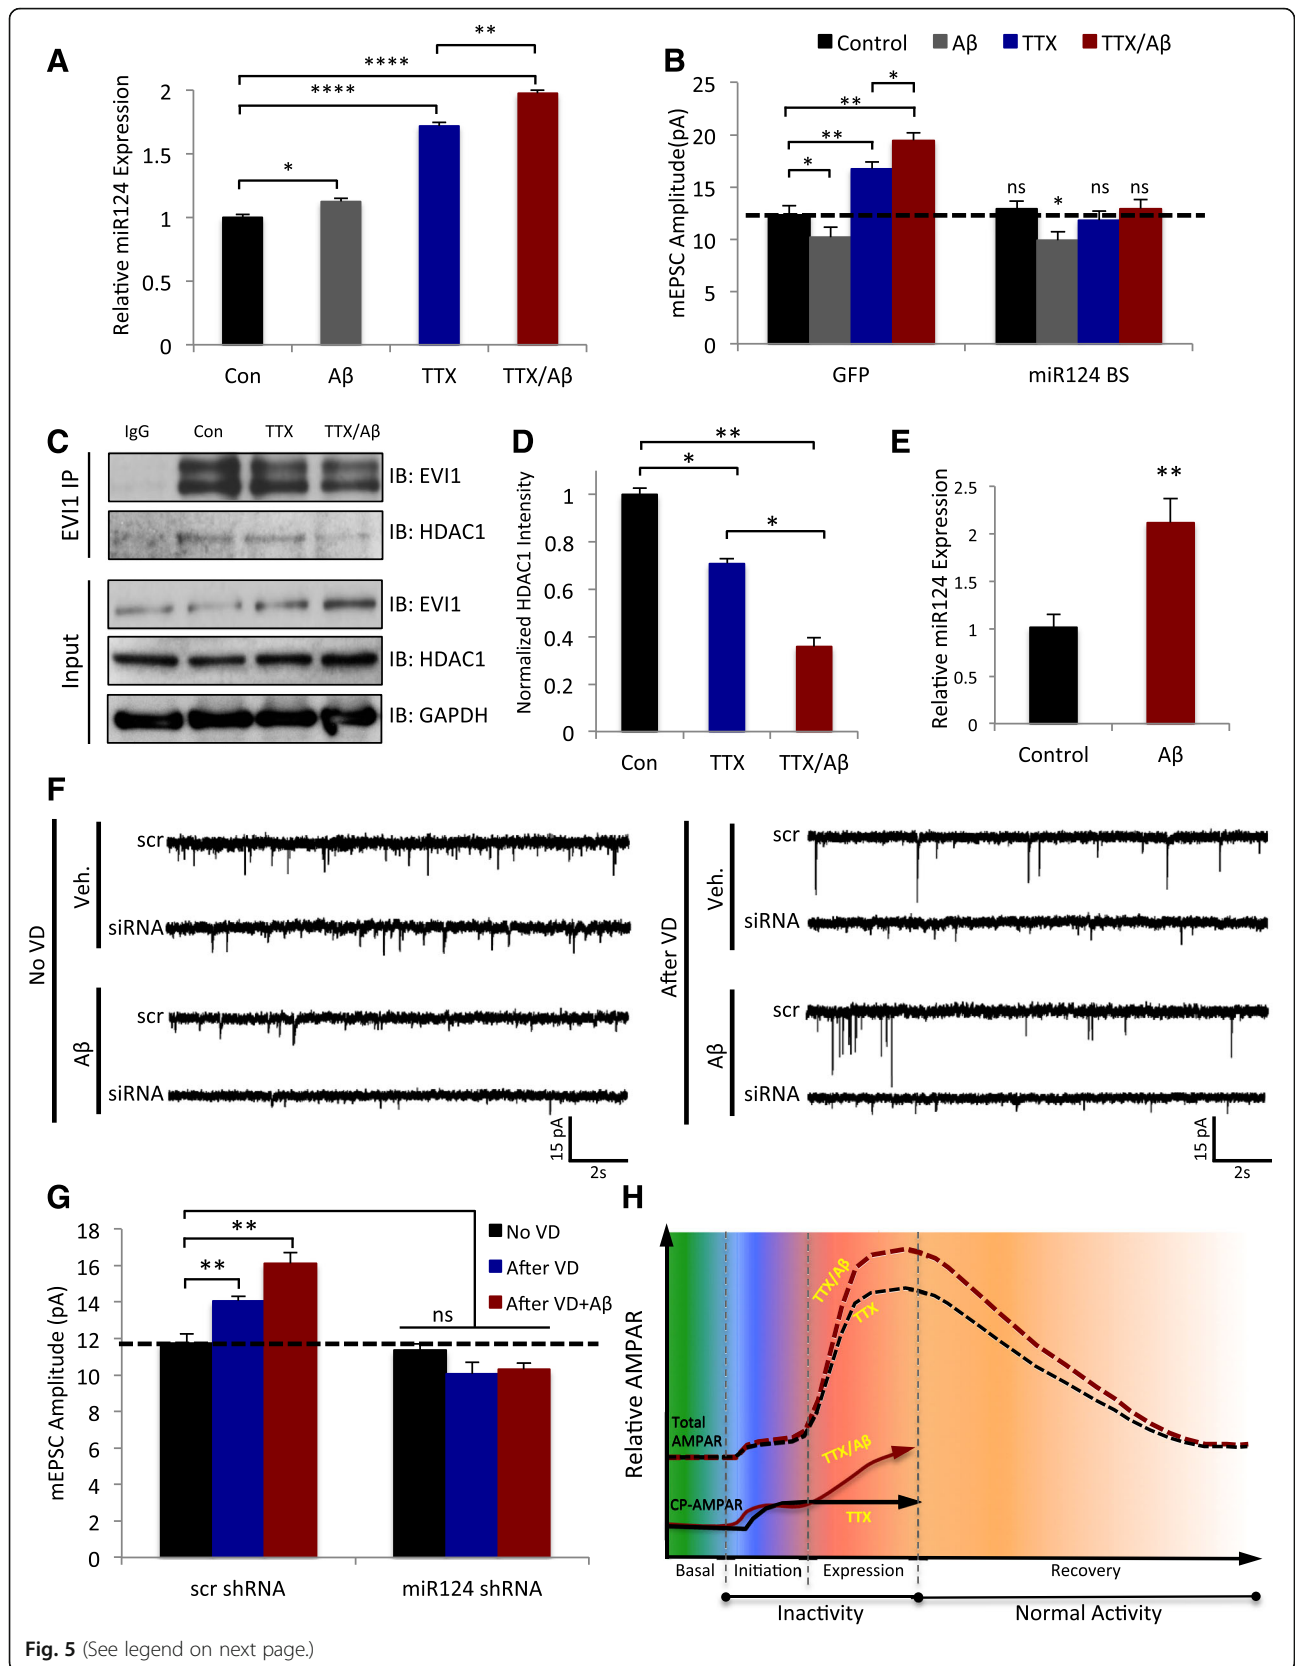 A
Relative miR124 Expression
2
1.5
1
0.5
0
*
****
****
**
Con
Aβ
TTX
TTX/Aβ
B
Control
Aβ
TTX
TTX/Aβ
mEPSC Amplitude(pA)
25
20
15
10
5
0
*
**
**
*
ns
*
ns
ns
GFP
miR124 BS
C
IgG
Con
TTX
TTX/Aβ
EVI1 IP
IB: EVI1
IB: HDAC1
Input
IB: EVI1
IB: HDAC1
IB: GAPDH
D
Normalized HDAC1 Intensity
1
0.8
0.6
0.4
0.2
0
**
*
*
Con
TTX
TTX/Aβ
E
Relative miR124 Expression
2.5
2
1.5
1
0.5
0
**
Control
Aβ
F
No VD
Veh.
scr
siRNA
Aβ
scr
siRNA
15 pA
2s
After VD
Veh.
scr
siRNA
Aβ
scr
siRNA
15 pA
2s
G
mEPSC Amplitude (pA)
18
16
14
12
10
8
6
4
2
0
**
**
ns
No VD
After VD
After VD+Aβ
scr shRNA
miR124 shRNA
H
Relative AMPAR
Total
AMPAR
CP-AMPAR
TTX/Aβ
TTX
TTX/Aβ
TTX
Basal
Initiation
Expression
Recovery
Inactivity
Normal Activity
Fig. 5 (See legend on next page.)